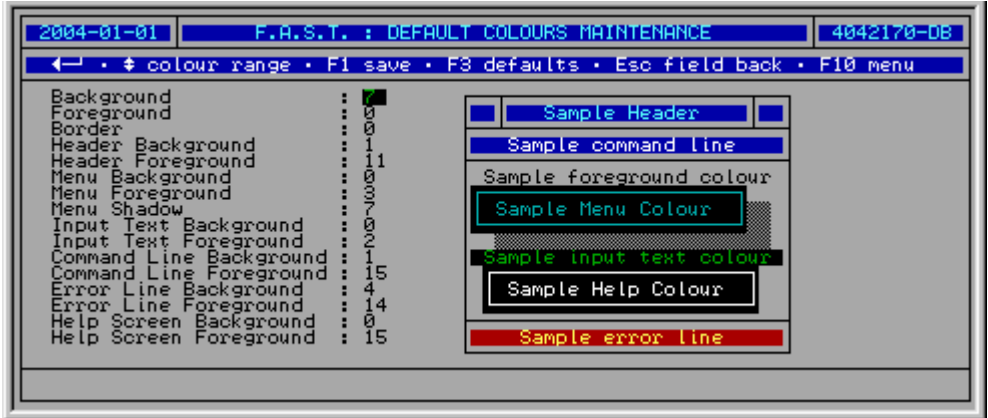 2004-01-01 F.A.S.T. : DEFAULT COLOURS MAINTENANCE 4042170-DB
←┘ · ↕ colour range · F1 save · F3 defaults · Esc field back · F10 menu
Background : 7
Foreground : 0
Border : 0
Header Background : 1
Header Foreground : 11
Menu Background : 0
Menu Foreground : 3
Menu Shadow : 7
Input Text Background : 0
Input Text Foreground : 2
Command Line Background : 1
Command Line Foreground : 15
Error Line Background : 4
Error Line Foreground : 14
Help Screen Background : 0
Help Screen Foreground : 15
Sample Header
Sample command line
Sample foreground colour
Sample Menu Colour
Sample input text colour
Sample Help Colour
Sample error line